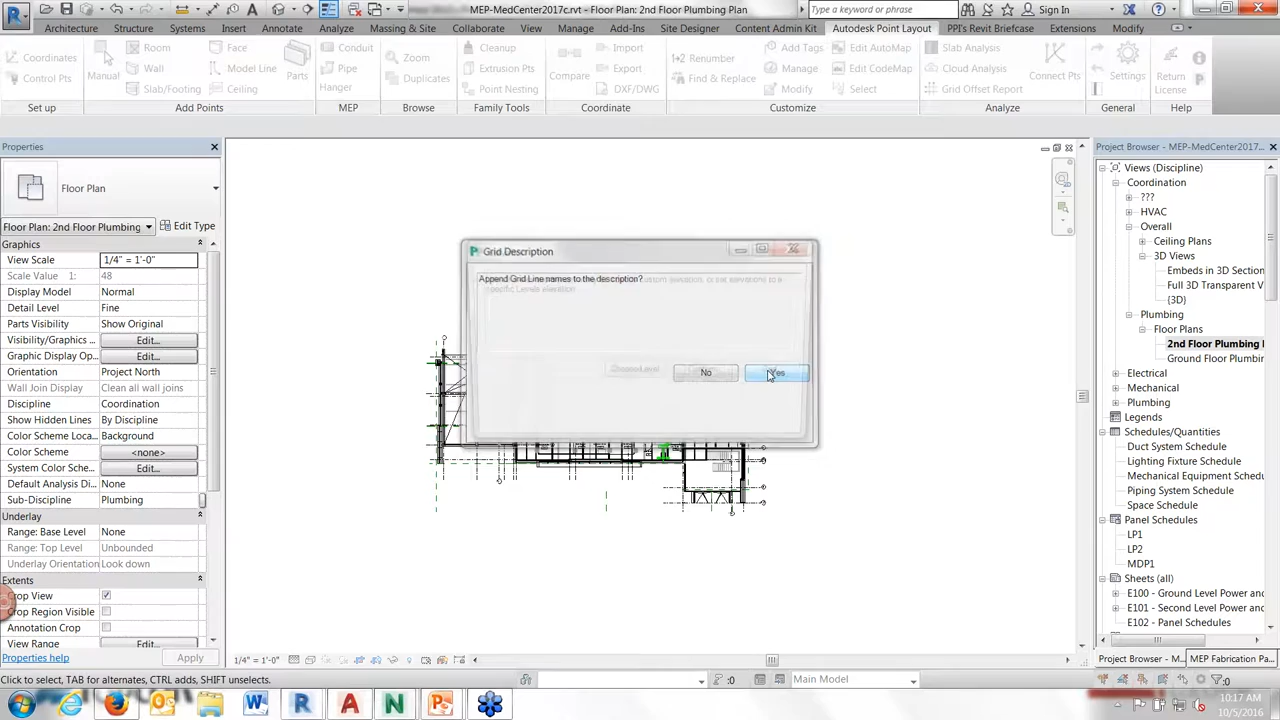 MEP-MedCenter2017c.rvt - Floor Plan: 2nd Floor Plumbing Plan
Type a keyword or phrase
Sign In
Architecture Structure Systems Insert Annotate Analyze Massing & Site Collaborate View Manage Add-Ins Site Designer Content Admin Kit Autodesk Point Layout PPI's Revit Briefcase Extensions Modify
Coordinates
Control Pts
Set up
Manual
Room
Wall
Slab/Footing
Face
Model Line
Ceiling
Parts
Add Points
Conduit
Pipe
Hanger
MEP
Zoom
Duplicates
Browse
Cleanup
Extrusion Pts
Point Nesting
Family Tools
Compare
Import
Export
DXF/DWG
Coordinate
Renumber
Find & Replace
Add Tags
Manage
Modify
Edit AutoMap
Edit CodeMap
Select
Customize
Slab Analysis
Cloud Analysis
Grid Offset Report
Connect Pts
Analyze
Settings
General
Return
License
Help
Properties
Floor Plan
Floor Plan: 2nd Floor Plumbing
Edit Type
Graphics
View Scale 1/4" = 1'-0"
Scale Value 1: 48
Display Model Normal
Detail Level Fine
Parts Visibility Show Original
Visibility/Graphics ... Edit...
Graphic Display Op... Edit...
Orientation Project North
Wall Join Display Clean all wall joins
Discipline Coordination
Show Hidden Lines By Discipline
Color Scheme Loca... Background
Color Scheme <none>
System Color Sche... Edit...
Default Analysis Di... None
Sub-Discipline Plumbing
Underlay
Range: Base Level None
Range: Top Level Unbounded
Underlay Orientation Look down
Extents
Crop View
Crop Region Visible
Annotation Crop
View Range Edit...
Properties help
Apply
Grid Description
Append Grid Line names to the description?
No
Yes
1/4" = 1'-0"
Project Browser - MEP-MedCenter2017...
Views (Discipline)
Coordination
???
HVAC
Overall
Ceiling Plans
3D Views
Embeds in 3D Section
Full 3D Transparent V
{3D}
Plumbing
Floor Plans
2nd Floor Plumbing
Ground Floor Plumbin
Electrical
Mechanical
Plumbing
Legends
Schedules/Quantities
Duct System Schedule
Lighting Fixture Schedule
Mechanical Equipment Sched
Piping System Schedule
Space Schedule
Panel Schedules
LP1
LP2
MDP1
Sheets (all)
E100 - Ground Level Power and
E101 - Second Level Power and
E102 - Panel Schedules
Project Browser - M... MEP Fabrication Pa...
Click to select, TAB for alternates, CTRL adds, SHIFT unselects.
:0
Main Model
:0
10:17 AM
10/5/2016